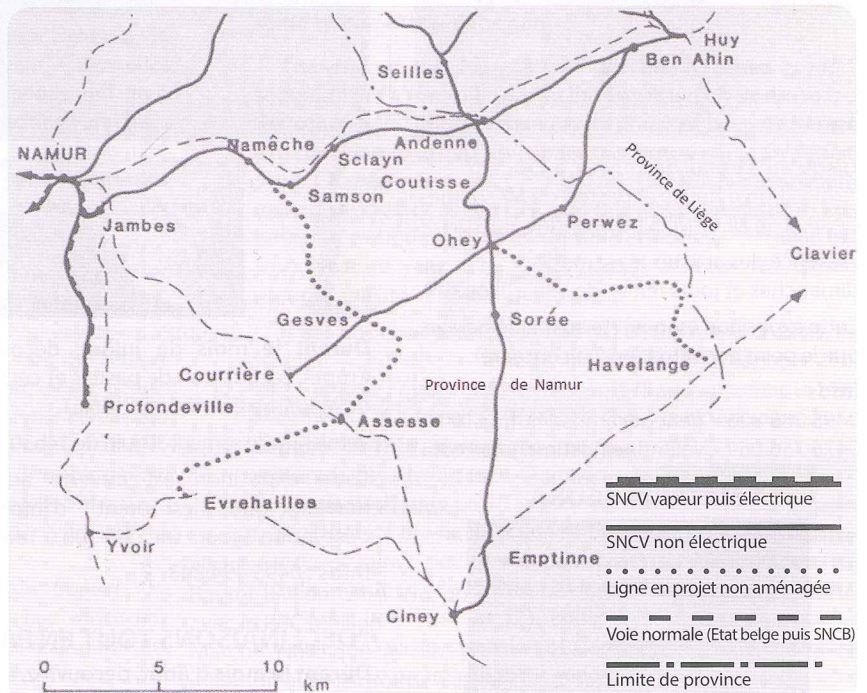 Huy
Ben Ahin
Seilles
NAMUR
Namêche
Andenne
Sclayn
Samson
Coutisse
Province de Liège
Jambes
Perwez
Ohey
Clavier
Gesves
Sorée
Havelange
Courrière
Province de Namur
Profondeville
Assesse
Evrehailles
Yvoir
Emptinne
Ciney
SNCV vapeur puis électrique
SNCV non électrique
Ligne en projet non aménagée
Voie normale (Etat belge puis SNCB)
Limite de province
0 5 10
km